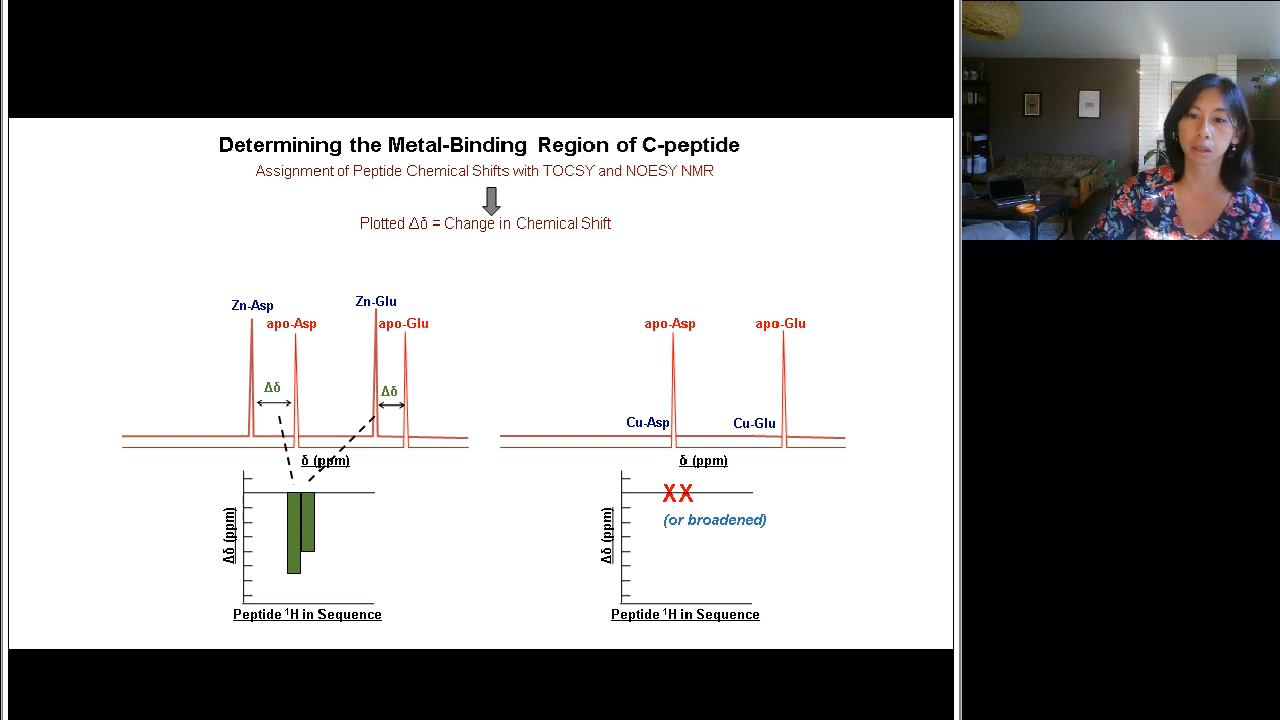 Determining the Metal-Binding Region of C-peptide
Assignment of Peptide Chemical Shifts with TOCSY and NOESY NMR
Plotted Δδ = Change in Chemical Shift
Zn-Asp
apo-Asp
Zn-Glu
apo-Glu
Δδ
Δδ
δ (ppm)
Δδ (ppm)
Peptide ¹H in Sequence
apo-Asp
apo-Glu
Cu-Asp
Cu-Glu
δ (ppm)
XX
(or broadened)
Δδ (ppm)
Peptide ¹H in Sequence